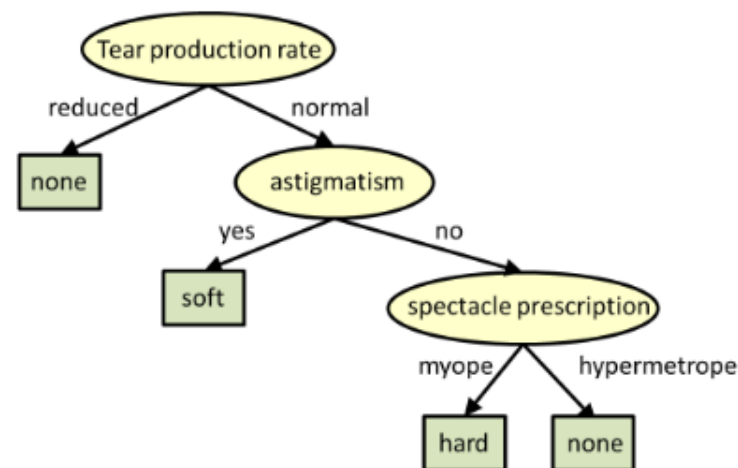 Tear production rate
reduced
normal
none
astigmatism
yes
no
soft
spectacle prescription
myope
hypermetrope
hard
none